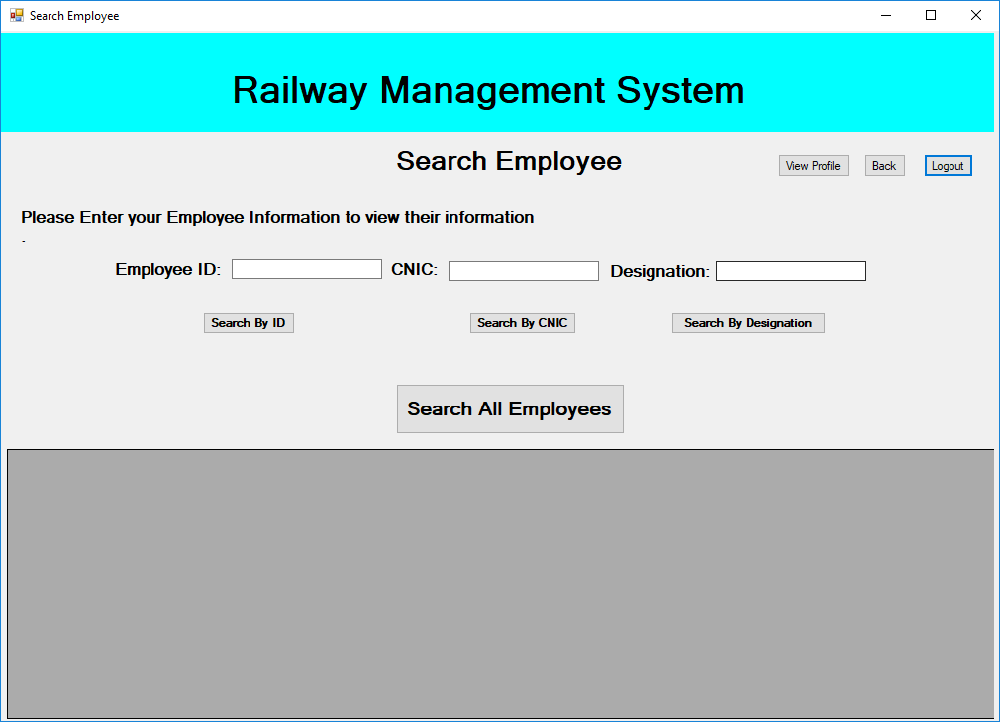 Search Employee
Railway Management System
Search Employee
View Profile
Back
Logout
Please Enter your Employee Information to view their information
-
Employee ID:
CNIC:
Designation:
Search By ID
Search By CNIC
Search By Designation
Search All Employees